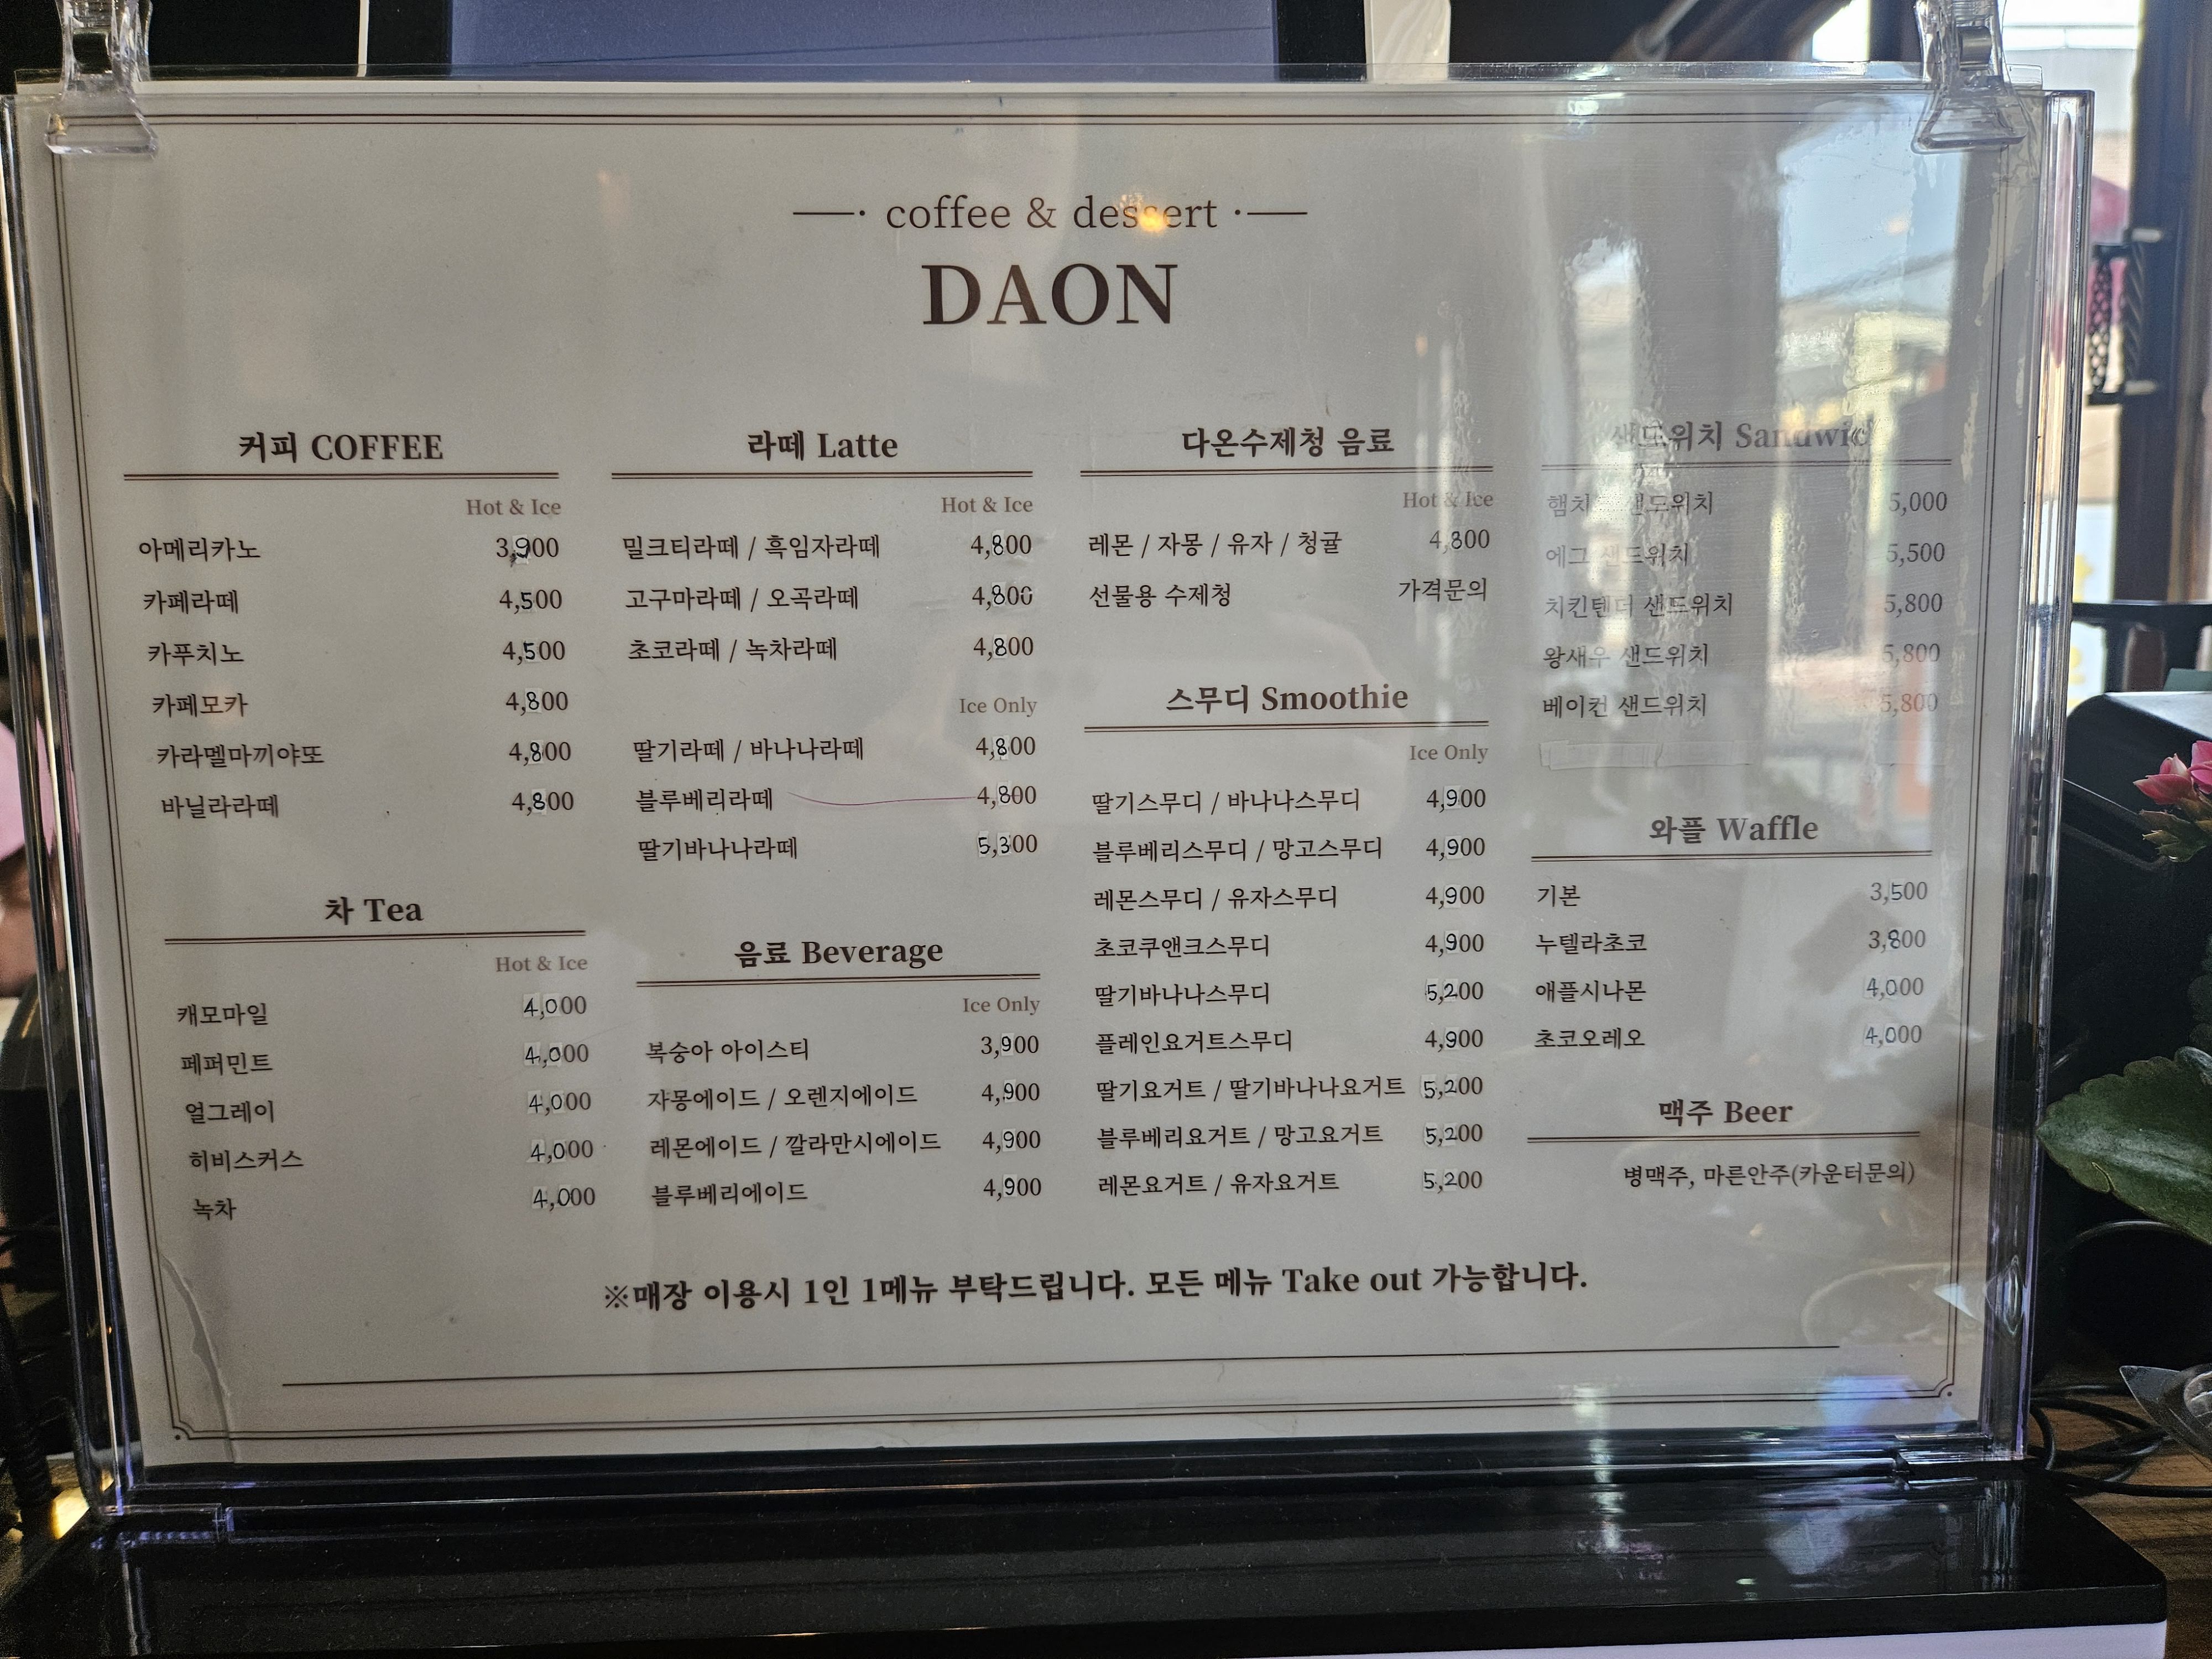 coffee & dessert
DAON
커피 COFFEE
Hot & Ice
아메리카노 3,900
카페라떼 4,500
카푸치노 4,500
카페모카 4,800
카라멜마끼야또 4,800
바닐라라떼 4,800
차 Tea
Hot & Ice
캐모마일 4,000
페퍼민트 4,000
얼그레이 4,000
히비스커스 4,000
녹차 4,000
라떼 Latte
Hot & Ice
밀크티라떼 / 흑임자라떼 4,800
고구마라떼 / 오곡라떼 4,800
초코라떼 / 녹차라떼 4,800
Ice Only
딸기라떼 / 바나나라떼 4,800
블루베리라떼 4,800
딸기바나나라떼 5,300
음료 Beverage
Ice Only
복숭아 아이스티 3,900
자몽에이드 / 오렌지에이드 4,900
레몬에이드 / 깔라만시에이드 4,900
블루베리에이드 4,900
다온수제청 음료
Hot & Ice
레몬 / 자몽 / 유자 / 청귤 4,800
선물용 수제청 가격문의
스무디 Smoothie
Ice Only
딸기스무디 / 바나나스무디 4,900
블루베리스무디 / 망고스무디 4,900
레몬스무디 / 유자스무디 4,900
초코쿠앤크스무디 4,900
딸기바나나스무디 5,200
플레인요거트스무디 4,900
딸기요거트 / 딸기바나나요거트 5,200
블루베리요거트 / 망고요거트 5,200
레몬요거트 / 유자요거트 5,200
샌드위치
샌드위치 5,000
에그 샌드위치 5,500
치킨텐더 샌드위치 5,800
왕새우 샌드위치 5,800
베이컨 샌드위치 5,800
와플 Waffle
기본 3,500
누텔라초코 3,800
애플시나몬 4,000
초코오레오 4,000
맥주 Beer
병맥주, 마른안주(카운터문의)
※매장 이용시 1인 1메뉴 부탁드립니다. 모든 메뉴 Take out 가능합니다.